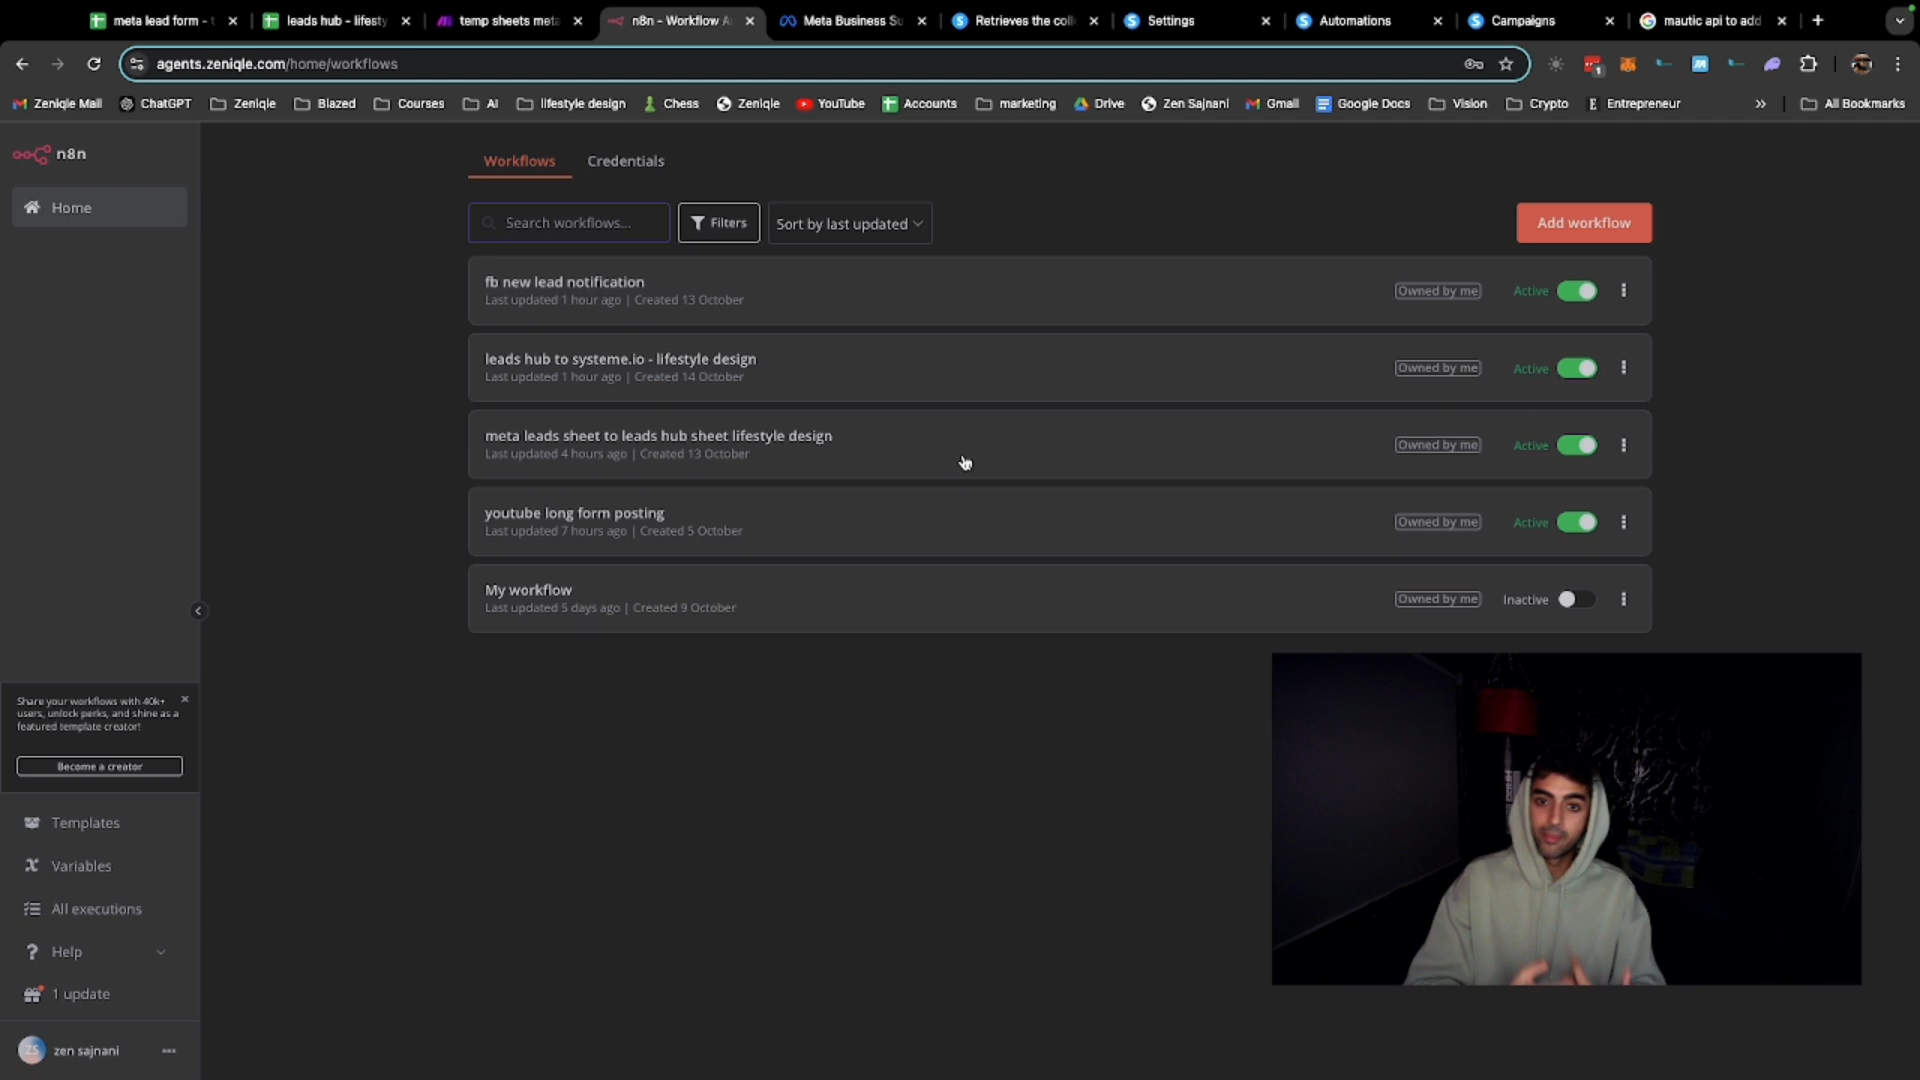 meta lead form - t
leads hub - lifesty
temp sheets meta
n8n - Workflow A
Meta Business Su
Retrieves the coll
Settings
Automations
Campaigns
mautic api to add
agents.zeniqle.com/home/workflows
1
Zeniqle Mail
ChatGPT
Zeniqle
Blazed
Courses
AI
lifestyle design
Chess
Zeniqle
YouTube
Accounts
marketing
Drive
Zen Sajnani
Gmail
Google Docs
Vision
Crypto
E Entrepreneur
All Bookmarks
n8n
Home
Workflows
Credentials
Search workflows...
Filters
Sort by last updated
Add workflow
fb new lead notification
Last updated 1 hour ago | Created 13 October
Owned by me
Active
leads hub to systeme.io - lifestyle design
Last updated 1 hour ago | Created 14 October
Owned by me
Active
meta leads sheet to leads hub sheet lifestyle design
Last updated 4 hours ago | Created 13 October
Owned by me
Active
youtube long form posting
Last updated 7 hours ago | Created 5 October
Owned by me
Active
My workflow
Last updated 5 days ago | Created 9 October
Owned by me
Inactive
Share your workflows with 40k+
users, unlock perks, and shine as a
featured template creator!
Become a creator
Templates
Variables
All executions
Help
1 update
ZS
zen sajnani